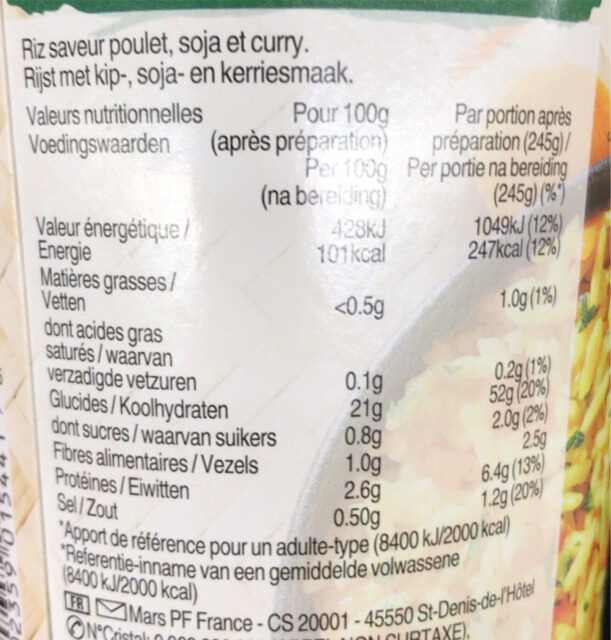 Riz saveur poulet, soja et curry.
Rijst met kip-, soja- en kerriesmaak.
Valeurs nutritionnelles Pour 100g Par portion après
Voedingswaarden (après préparation) préparation (245g)/
Per 100g Per portie na bereiding
(na bereiding) (245g) (%*)
Valeur énergétique / 428kJ 1049kJ (12%)
Energie 101kcal 247kcal (12%)
Matières grasses /
Vetten <0.5g 1.0g (1%)
dont acides gras
saturés / waarvan
verzadigde vetzuren 0.1g 0.2g (1%)
Glucides / Koolhydraten 21g 52g (20%)
dont sucres / waarvan suikers 0.8g 2.0g (2%)
Fibres alimentaires / Vezels 1.0g 2.5g
Protéines / Eiwitten 2.6g 6.4g (13%)
Sel / Zout 0.50g 1.2g (20%)
*Apport de référence pour un adulte-type (8400 kJ/2000 kcal)
*Referentie-inname van een gemiddelde volwassene
(8400 kJ/2000 kcal)
FR Mars PF France - CS 20001 - 45550 St-Denis-de-l'Hôtel
N°Cristal: NON SURTAXE),